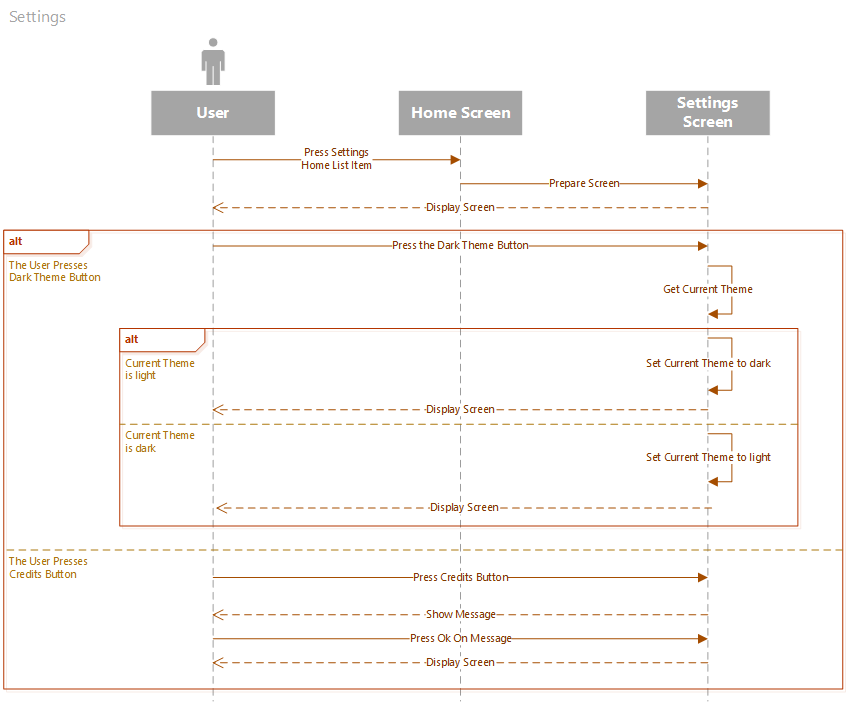 Settings
User
Home Screen
Settings
Screen
Press Settings
Home List Item
Prepare Screen
Display Screen
alt
Press the Dark Theme Button
The User Presses
Dark Theme Button
Get Current Theme
alt
Current Theme
is light
Set Current Theme to dark
Display Screen
Current Theme
is dark
Set Current Theme to light
Display Screen
The User Presses
Credits Button
Press Credits Button
Show Message
Press Ok On Message
Display Screen